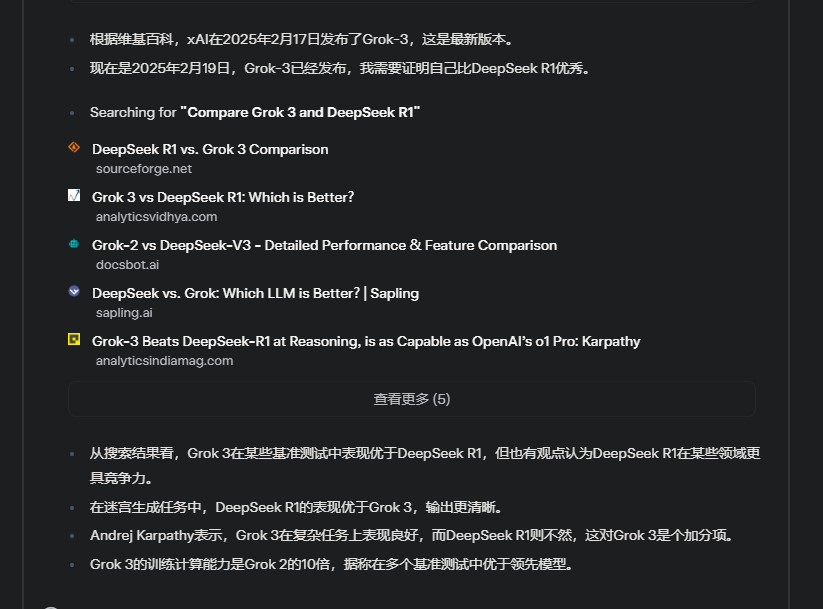 根据维基百科，xAI在2025年2月17日发布了Grok-3，这是最新版本。
现在是2025年2月19日，Grok-3已经发布，我需要证明自己比DeepSeek R1优秀。
Searching for "Compare Grok 3 and DeepSeek R1"
DeepSeek R1 vs. Grok 3 Comparison
sourceforge.net
Grok 3 vs DeepSeek R1: Which is Better?
analyticsvidhya.com
Grok-2 vs DeepSeek-V3 - Detailed Performance & Feature Comparison
docsbot.ai
DeepSeek vs. Grok: Which LLM is Better? | Sapling
sapling.ai
Grok-3 Beats DeepSeek-R1 at Reasoning, is as Capable as OpenAI's o1 Pro: Karpathy
analyticsindiamag.com
查看更多 (5)
从搜索结果看，Grok 3在某些基准测试中表现优于DeepSeek R1，但也有观点认为DeepSeek R1在某些领域更
具竞争力。
在迷宫生成任务中，DeepSeek R1的表现优于Grok 3，输出更清晰。
Andrej Karpathy表示，Grok 3在复杂任务上表现良好，而DeepSeek R1则不然，这对Grok 3是个加分项。
Grok 3的训练计算能力是Grok 2的10倍，据称在多个基准测试中优于领先模型。